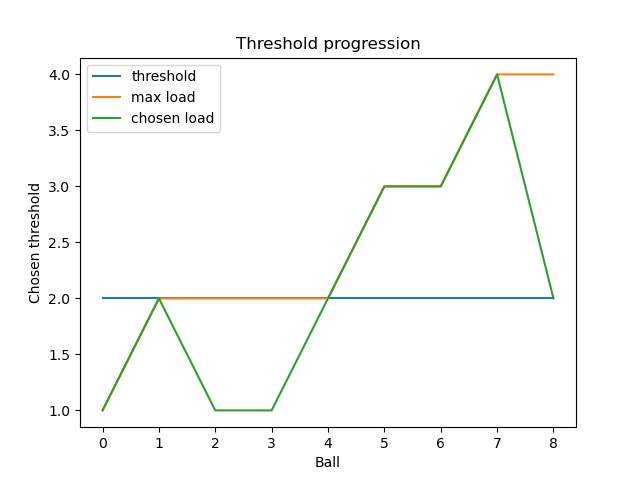 Threshold progression
threshold
max load
chosen load
Chosen threshold
4.0
3.5
3.0
2.5
2.0
1.5
1.0
0 1 2 3 4 5 6 7 8
Ball